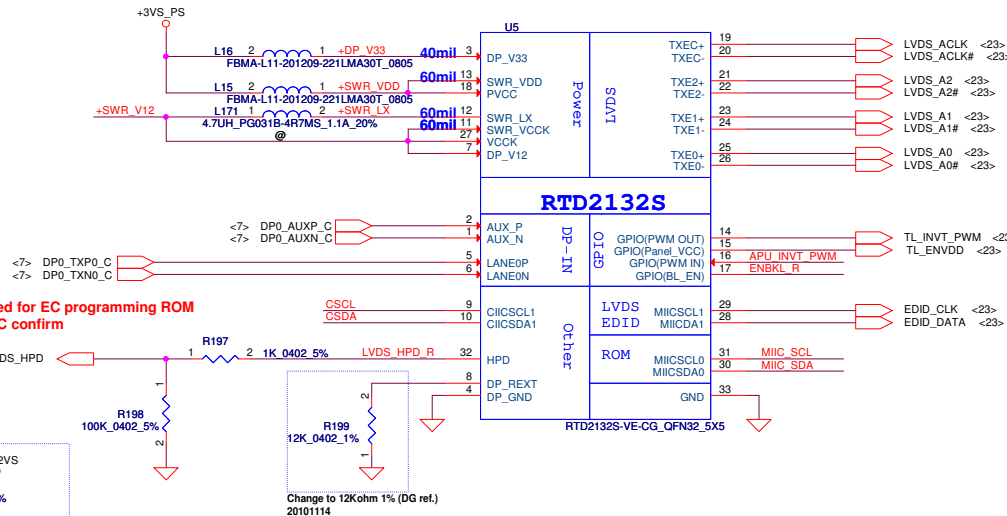 +3VS_PS
U5
L16 2 1 +DP_V33 40mil 3 DP_V33
FBMA-L11-201209-221LMA30T_0805
60mil 13 SWR_VDD
L15 2 1 +SWR_VDD 18 PVCC
FBMA-L11-201209-221LMA30T_0805
+SWR_V12 L171 1 2 +SWR_LX 60mil 12 SWR_LX
4.7UH_PG031B-4R7MS_1.1A_20% 60mil 11 SWR_VCCK
@ 27 VCCK
7 DP_V12
Power
LVDS
TXEC+ 19 LVDS_ACLK <23>
TXEC- 20 LVDS_ACLK# <23>
TXE2+ 21 LVDS_A2 <23>
TXE2- 22 LVDS_A2# <23>
TXE1+ 23 LVDS_A1 <23>
TXE1- 24 LVDS_A1# <23>
TXE0+ 25 LVDS_A0 <23>
TXE0- 26 LVDS_A0# <23>
RTD2132S
<7> DP0_AUXP_C 2 AUX_P
<7> DP0_AUXN_C 1 AUX_N
<7> DP0_TXP0_C 5 LANE0P
<7> DP0_TXN0_C 6 LANE0N
DP-IN
GPIO
GPIO(PWM OUT) 14 TL_INVT_PWM <23
GPIO(Panel_VCC) 15 TL_ENVDD <23>
GPIO(PWM IN) 16 APU_INVT_PWM
GPIO(BL_EN) 17 ENBKL_R
ed for EC programming ROM
C confirm
CSCL 9 CIICSCL1
CSDA 10 CIICSDA1
Other
LVDS
EDID
MIICSCL1 29 EDID_CLK <23>
MIICDA1 28 EDID_DATA <23>
DS_HPD 1 R197 2 1K_0402_5% LVDS_HPD_R 32 HPD
ROM
MIICSCL0 31 MIIC_SCL
MIICSDA0 30 MIIC_SDA
8 DP_REXT
4 DP_GND
GND 33
1
R198
100K_0402_5%
2
2
R199
12K_0402_1%
1
RTD2132S-VE-CG_QFN32_5X5
2VS
%
Change to 12Kohm 1% (DG ref.)
20101114